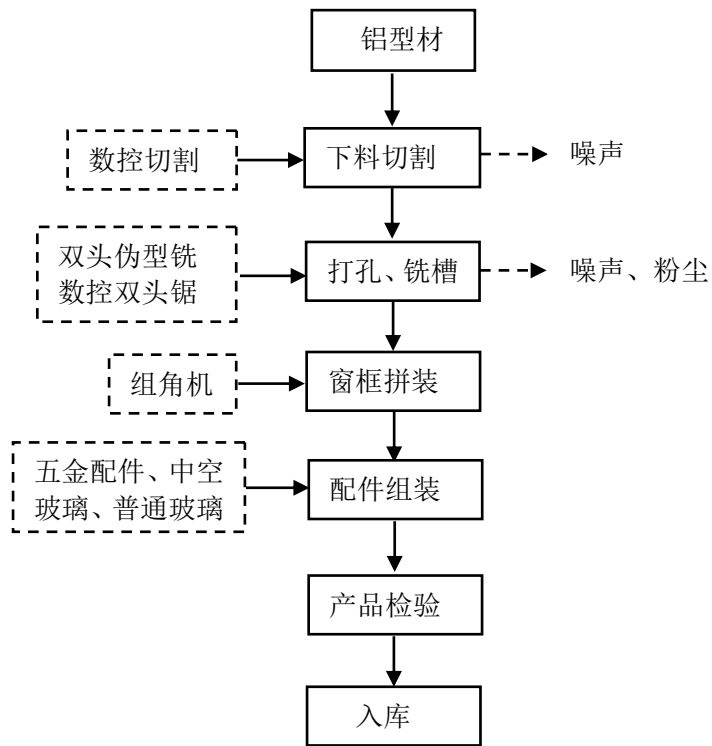 铝型材
数控切割
下料切割
噪声
双头伪型铣
数控双头锯
打孔、铣槽
噪声、粉尘
组角机
窗框拼装
五金配件、中空
玻璃、普通玻璃
配件组装
产品检验
入库